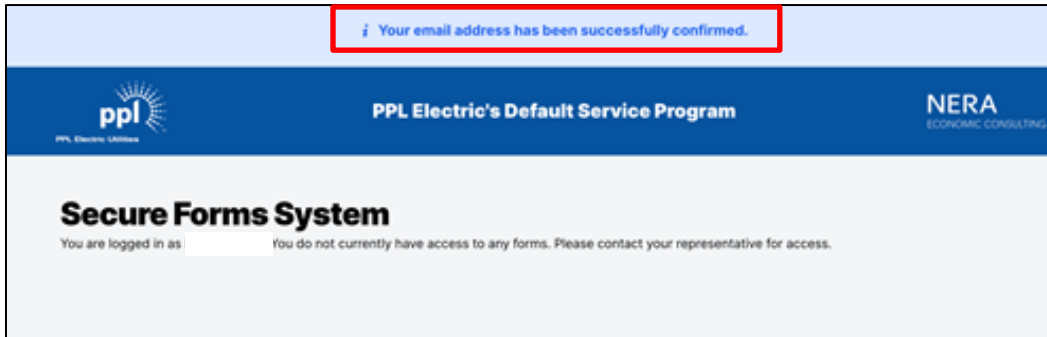 i Your email address has been successfully confirmed.
ppl
PPL Electric Utilities
PPL Electric's Default Service Program
NERA
ECONOMIC CONSULTING
Secure Forms System
You are logged in as You do not currently have access to any forms. Please contact your representative for access.